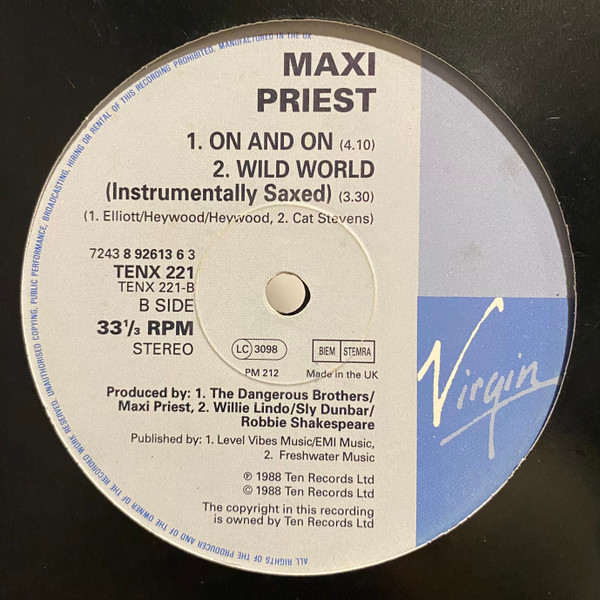 MAXI
PRIEST
1. ON AND ON (4.10)
2. WILD WORLD
(Instrumentally Saxed) (3.30)
(1. Elliott/Heywood/Heywood, 2. Cat Stevens)
7243 8 92613 6 3
TENX 221
TENX 221-B
B SIDE
33⅓ RPM
STEREO
LC 3098
BIEM STEMRA
PM 212
Made in the UK
Produced by: 1. The Dangerous Brothers/
Maxi Priest, 2. Willie Lindo/Sly Dunbar/
Robbie Shakespeare
Published by: 1. Level Vibes Music/EMI Music,
2. Freshwater Music
℗ 1988 Ten Records Ltd
© 1988 Ten Records Ltd
The copyright in this recording
is owned by Ten Records Ltd
Virgin
ALL RIGHTS OF THE PRODUCER AND OF THE OWNER OF THE RECORDED WORK RESERVED. UNAUTHORISED COPYING, PUBLIC PERFORMANCE, BROADCASTING, HIRING OR RENTAL OF THIS RECORDING PROHIBITED. MANUFACTURED IN THE UK